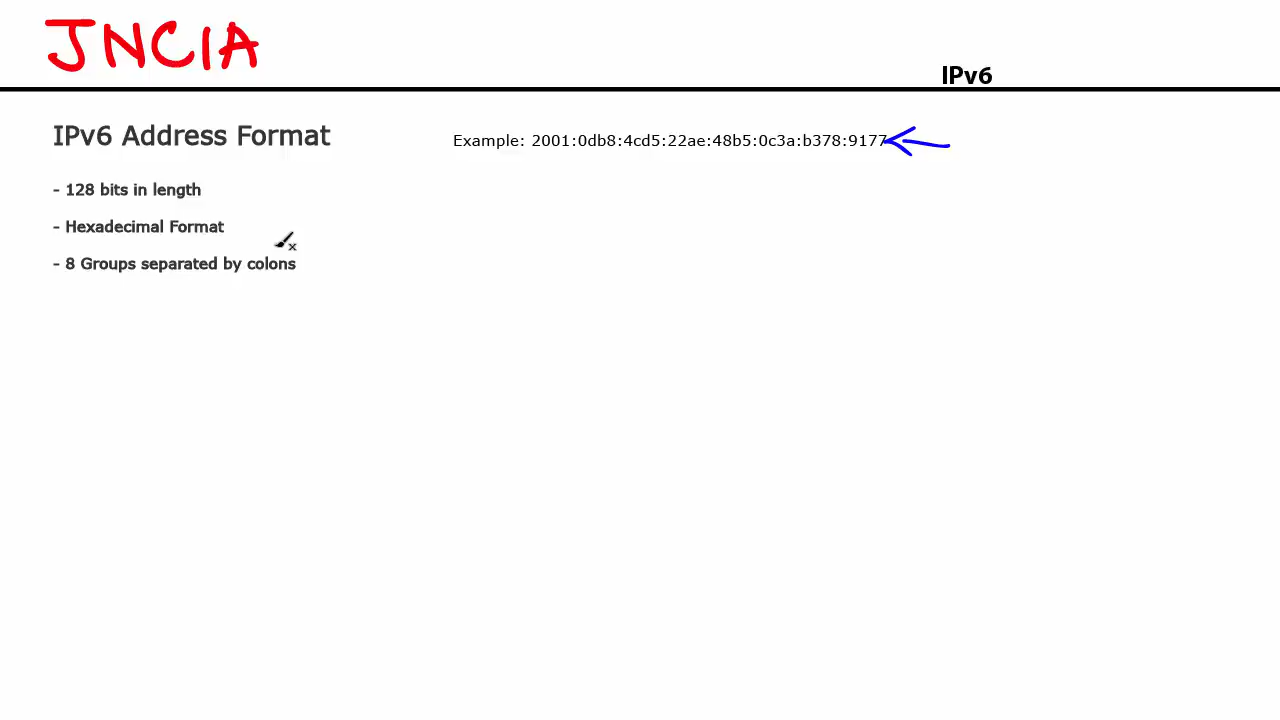 JNCIA
IPv6
IPv6 Address Format
Example: 2001:0db8:4cd5:22ae:48b5:0c3a:b378:9177
- 128 bits in length
- Hexadecimal Format
- 8 Groups separated by colons